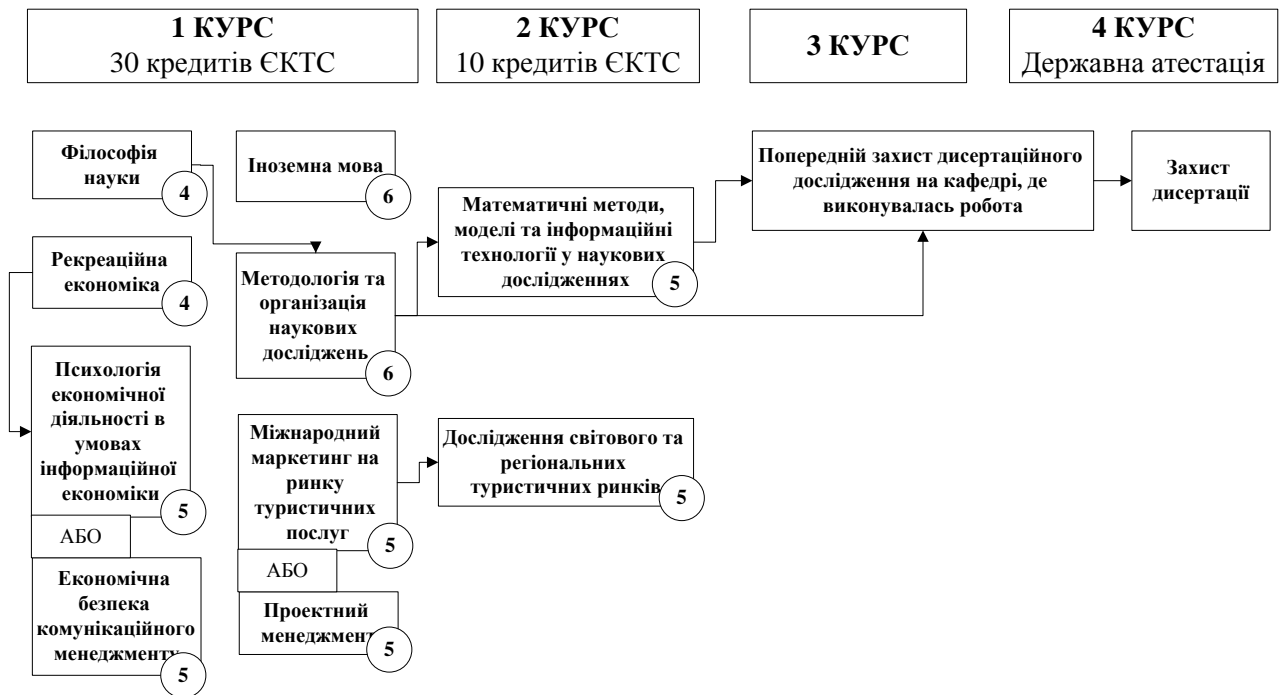 1 КУРС
30 кредитів ЄКТС
2 КУРС
10 кредитів ЄКТС
3 КУРС
4 КУРС
Державна атестація
Філософія
науки
4
Іноземна мова
6
Рекреаційна
економіка
4
Методологія та
організація
наукових
досліджень
6
Математичні методи,
моделі та інформаційні
технології у наукових
дослідженнях
5
Попередній захист дисертаційного
дослідження на кафедрі, де
виконувалась робота
Захист
дисертації
Психологія
економічної
діяльності в
умовах
інформаційної
економіки
5
АБО
Економічна
безпека
комунікаційного
менеджменту
5
Міжнародний
маркетинг на
ринку
туристичних
послуг
5
АБО
Проектний
менеджмент
5
Дослідження світового та
регіональних
туристичних ринків
5